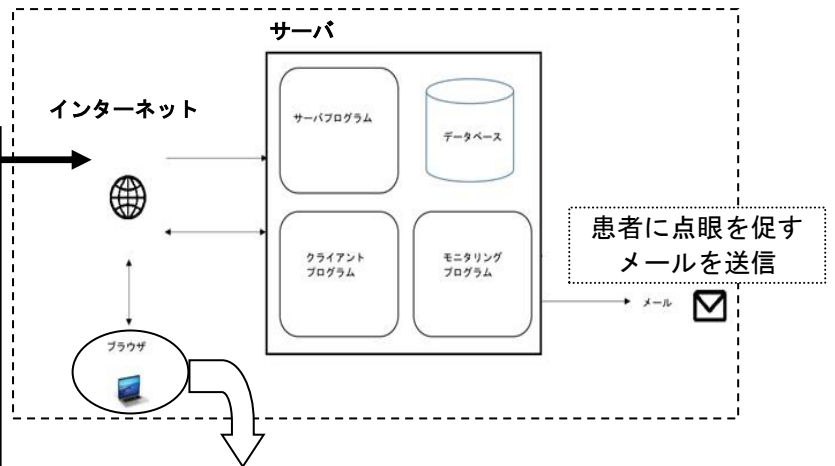 サーバ
インターネット
サーバプログラム
データベース
患者に点眼を促す
メールを送信
クライアント
プログラム
モニタリング
プログラム
メール
ブラウザ